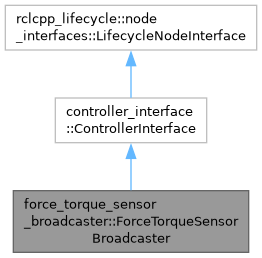 rclcpp_lifecycle::node
_interfaces::LifecycleNodeInterface
controller_interface
::ControllerInterface
force_torque_sensor
_broadcaster::ForceTorqueSensor
Broadcaster